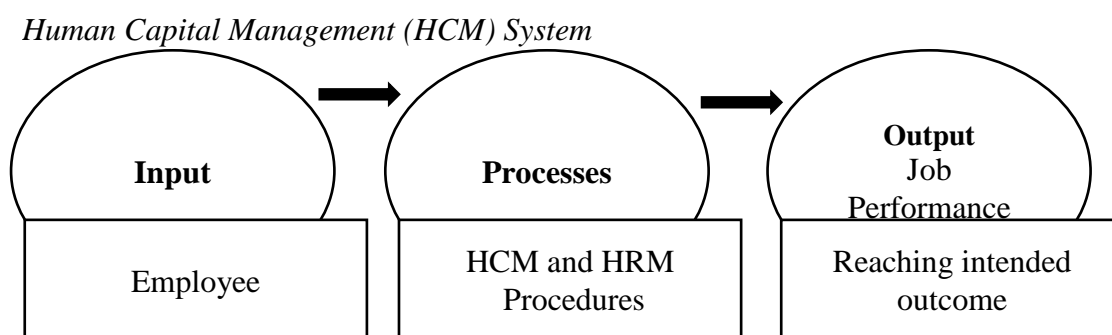 Human Capital Management (HCM) System
Input
Employee
Processes
HCM and HRM
Procedures
Output
Job
Performance
Reaching intended
outcome